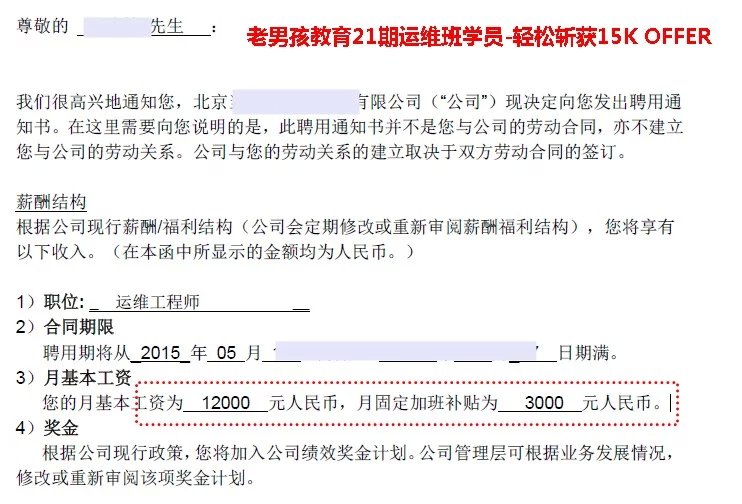 尊敬的 先生 ：
老男孩教育21期运维班学员-轻松斩获15K OFFER
我们很高兴地通知您，北京 有限公司（“公司”）现决定向您发出聘用通
知书。在这里需要向您说明的是，此聘用通知书并不是您与公司的劳动合同，亦不建立
您与公司的劳动关系。公司与您的劳动关系的建立取决于双方劳动合同的签订。
薪酬结构
根据公司现行薪酬/福利结构（公司会定期修改或重新审阅薪酬福利结构），您将享有
以下收入。（在本函中所显示的金额均为人民币。）
1）职位: 运维工程师
2）合同期限
聘用期将从 2015 年 05 月 日期满。
3）月基本工资
您的月基本工资为 12000 元人民币，月固定加班补贴为 3000 元人民币。
4）奖金
根据公司现行政策，您将加入公司绩效奖金计划。公司管理层可根据业务发展情况，
修改或重新审阅该项奖金计划。